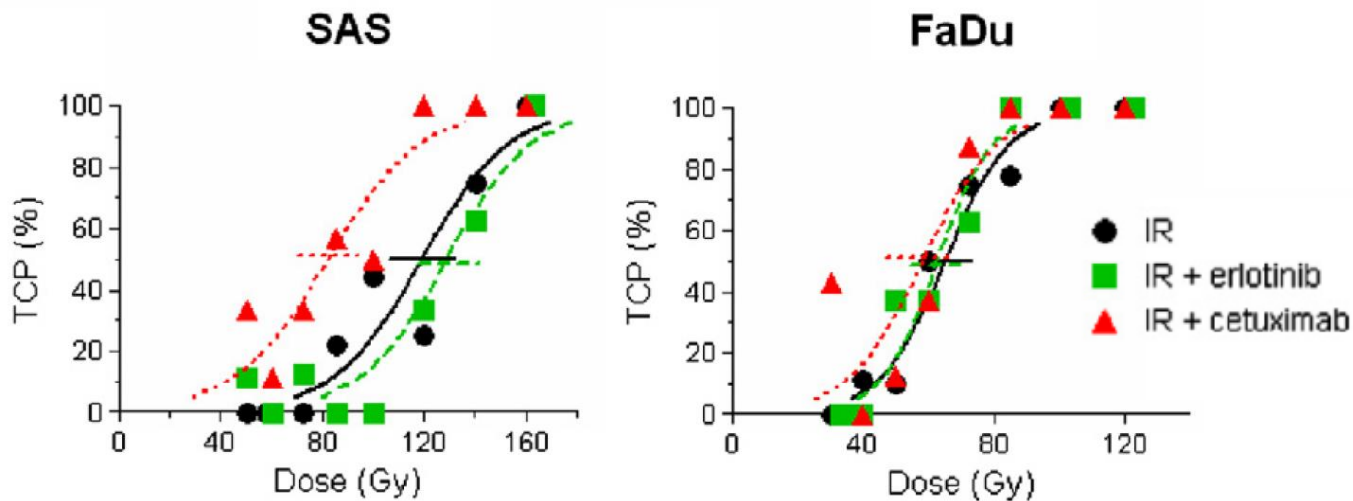 SAS
FaDu
100
80
60
40
20
0
TCP (%)
0 40 80 120 160
Dose (Gy)
100
80
60
40
20
0
TCP (%)
0 40 80 120
Dose (Gy)
IR
IR + erlotinib
IR + cetuximab